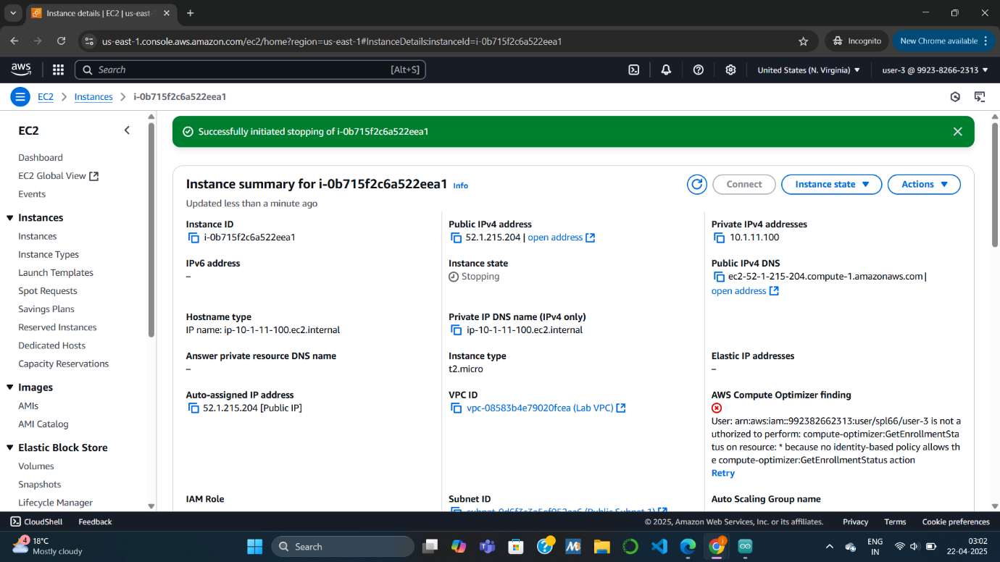 Instance details | EC2 | us-east-
us-east-1.console.aws.amazon.com/ec2/home?region=us-east-1#InstanceDetails:instanceId=i-0b715f2c6a522eea1
Incognito
New Chrome available
aws
Search
[Alt+S]
United States (N. Virginia)
user-3 @ 9923-8266-2313
EC2
Instances
i-0b715f2c6a522eea1
EC2
Dashboard
EC2 Global View
Events
Instances
Instances
Instance Types
Launch Templates
Spot Requests
Savings Plans
Reserved Instances
Dedicated Hosts
Capacity Reservations
Images
AMIs
AMI Catalog
Elastic Block Store
Volumes
Snapshots
Lifecycle Manager
Successfully initiated stopping of i-0b715f2c6a522eea1
Instance summary for i-0b715f2c6a522eea1 Info
Updated less than a minute ago
Connect
Instance state
Actions
Instance ID
i-0b715f2c6a522eea1
Public IPv4 address
52.1.215.204 | open address
Private IPv4 addresses
10.1.11.100
IPv6 address
–
Instance state
Stopping
Public IPv4 DNS
ec2-52-1-215-204.compute-1.amazonaws.com |
open address
Hostname type
IP name: ip-10-1-11-100.ec2.internal
Private IP DNS name (IPv4 only)
ip-10-1-11-100.ec2.internal
Answer private resource DNS name
–
Instance type
t2.micro
Elastic IP addresses
–
Auto-assigned IP address
52.1.215.204 [Public IP]
VPC ID
vpc-08583b4e79020fcea (Lab VPC)
AWS Compute Optimizer finding
User: arn:aws:iam::992382662313:user/spl66/user-3 is not a
uthorized to perform: compute-optimizer:GetEnrollmentSta
tus on resource: * because no identity-based policy allows th
e compute-optimizer:GetEnrollmentStatus action
Retry
IAM Role
Subnet ID
(Public Subnet 1)
Auto Scaling Group name
CloudShell
Feedback
© 2025, Amazon Web Services, Inc. or its affiliates.
Privacy
Terms
Cookie preferences
4
18°C
Mostly cloudy
Search
ENG
IN
03:02
22-04-2025